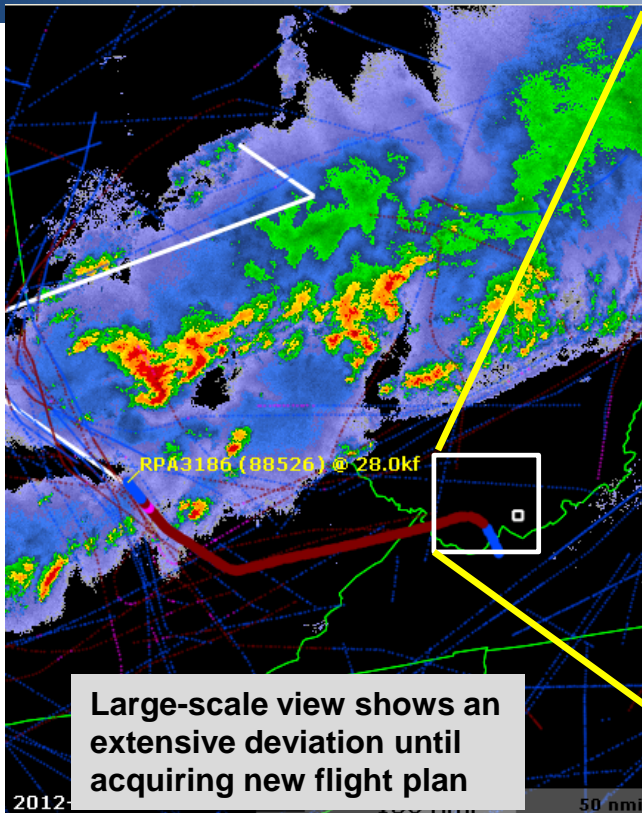 RPA3186 (88526) @ 28.0kf
Large-scale view shows an
extensive deviation until
acquiring new flight plan
2012-
50 nmi